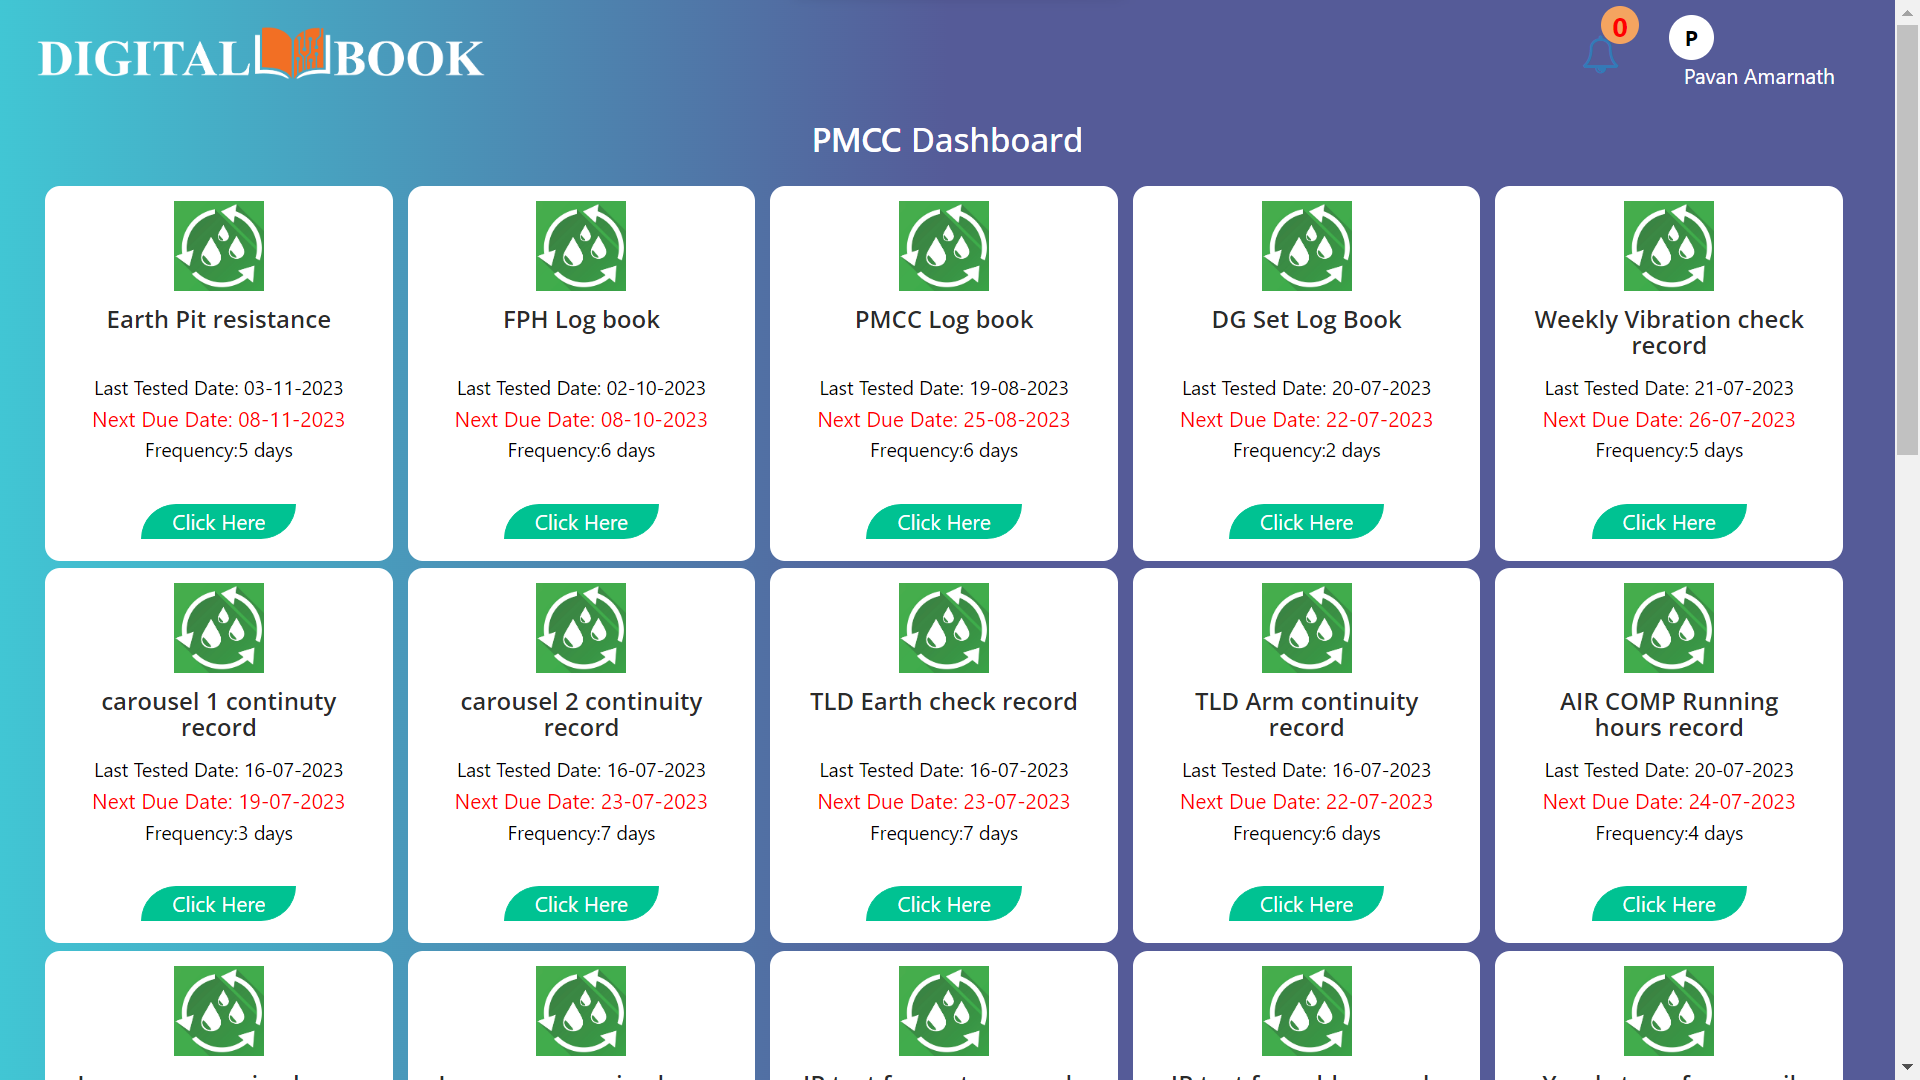 DIGITAL BOOK
0
P
Pavan Amarnath
PMCC Dashboard
Earth Pit resistance
Last Tested Date: 03-11-2023
Next Due Date: 08-11-2023
Frequency:5 days
Click Here
FPH Log book
Last Tested Date: 02-10-2023
Next Due Date: 08-10-2023
Frequency:6 days
Click Here
PMCC Log book
Last Tested Date: 19-08-2023
Next Due Date: 25-08-2023
Frequency:6 days
Click Here
DG Set Log Book
Last Tested Date: 20-07-2023
Next Due Date: 22-07-2023
Frequency:2 days
Click Here
Weekly Vibration check
record
Last Tested Date: 21-07-2023
Next Due Date: 26-07-2023
Frequency:5 days
Click Here
carousel 1 continuty
record
Last Tested Date: 16-07-2023
Next Due Date: 19-07-2023
Frequency:3 days
Click Here
carousel 2 continuity
record
Last Tested Date: 16-07-2023
Next Due Date: 23-07-2023
Frequency:7 days
Click Here
TLD Earth check record
Last Tested Date: 16-07-2023
Next Due Date: 23-07-2023
Frequency:7 days
Click Here
TLD Arm continuity
record
Last Tested Date: 16-07-2023
Next Due Date: 22-07-2023
Frequency:6 days
Click Here
AIR COMP Running
hours record
Last Tested Date: 20-07-2023
Next Due Date: 24-07-2023
Frequency:4 days
Click Here